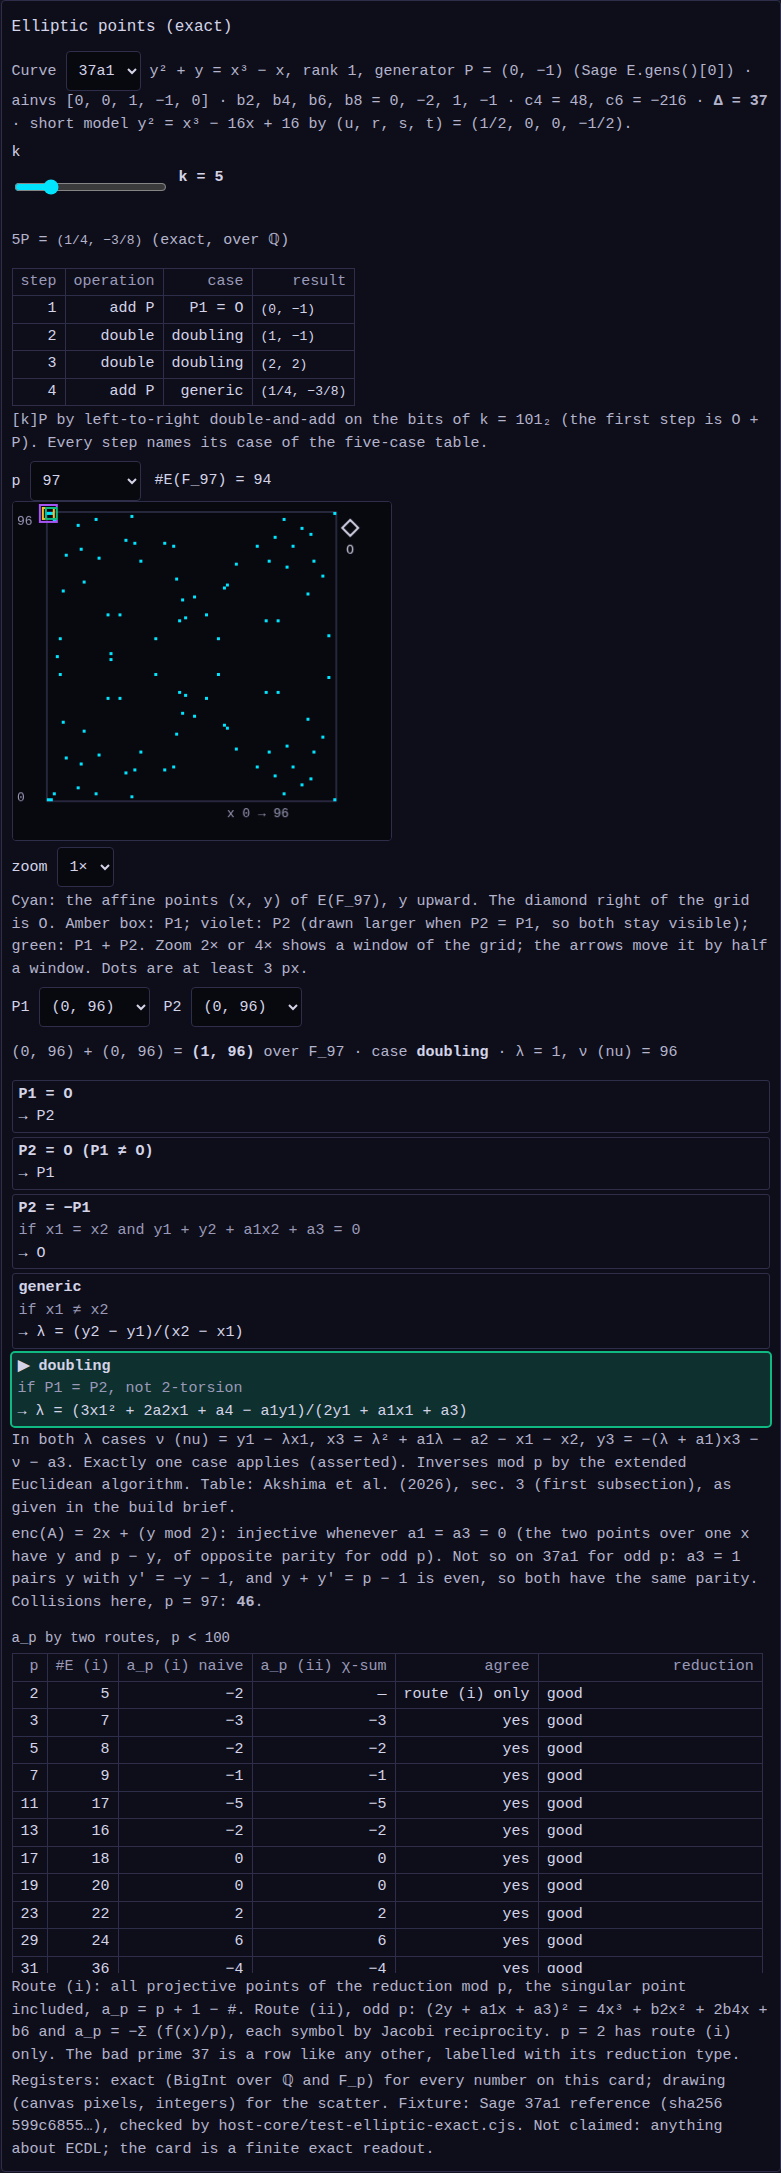 Elliptic points (exact)
Curve 37a1 y² + y = x³ − x, rank 1, generator P = (0, −1) (Sage E.gens()[0]) ·
ainvs [0, 0, 1, −1, 0] · b2, b4, b6, b8 = 0, −2, 1, −1 · c4 = 48, c6 = −216 · Δ = 37
· short model y² = x³ − 16x + 16 by (u, r, s, t) = (1/2, 0, 0, −1/2).
k
k = 5
5P = (1/4, −3/8) (exact, over ℚ)
step operation case result
1 add P P1 = O (0, −1)
2 double doubling (1, −1)
3 double doubling (2, 2)
4 add P generic (1/4, −3/8)
[k]P by left-to-right double-and-add on the bits of k = 101₂ (the first step is O +
P). Every step names its case of the five-case table.
p 97 #E(F_97) = 94
96
O
0
x 0 → 96
zoom 1×
Cyan: the affine points (x, y) of E(F_97), y upward. The diamond right of the grid
is O. Amber box: P1; violet: P2 (drawn larger when P2 = P1, so both stay visible);
green: P1 + P2. Zoom 2× or 4× shows a window of the grid; the arrows move it by half
a window. Dots are at least 3 px.
P1 (0, 96) P2 (0, 96)
(0, 96) + (0, 96) = (1, 96) over F_97 · case doubling · λ = 1, ν (nu) = 96
P1 = O
→ P2
P2 = O (P1 ≠ O)
→ P1
P2 = −P1
if x1 = x2 and y1 + y2 + a1x2 + a3 = 0
→ O
generic
if x1 ≠ x2
→ λ = (y2 − y1)/(x2 − x1)
▶ doubling
if P1 = P2, not 2-torsion
→ λ = (3x1² + 2a2x1 + a4 − a1y1)/(2y1 + a1x1 + a3)
In both λ cases ν (nu) = y1 − λx1, x3 = λ² + a1λ − a2 − x1 − x2, y3 = −(λ + a1)x3 −
ν − a3. Exactly one case applies (asserted). Inverses mod p by the extended
Euclidean algorithm. Table: Akshima et al. (2026), sec. 3 (first subsection), as
given in the build brief.
enc(A) = 2x + (y mod 2): injective whenever a1 = a3 = 0 (the two points over one x
have y and p − y, of opposite parity for odd p). Not so on 37a1 for odd p: a3 = 1
pairs y with y' = −y − 1, and y + y' = p − 1 is even, so both have the same parity.
Collisions here, p = 97: 46.
a_p by two routes, p < 100
p #E (i) a_p (i) naive a_p (ii) χ-sum agree reduction
2 5 −2 — route (i) only good
3 7 −3 −3 yes good
5 8 −2 −2 yes good
7 9 −1 −1 yes good
11 17 −5 −5 yes good
13 16 −2 −2 yes good
17 18 0 0 yes good
19 20 0 0 yes good
23 22 2 2 yes good
29 24 6 6 yes good
31 36 −4 −4 yes good
Route (i): all projective points of the reduction mod p, the singular point
included, a_p = p + 1 − #. Route (ii), odd p: (2y + a1x + a3)² = 4x³ + b2x² + 2b4x +
b6 and a_p = −Σ (f(x)/p), each symbol by Jacobi reciprocity. p = 2 has route (i)
only. The bad prime 37 is a row like any other, labelled with its reduction type.
Registers: exact (BigInt over ℚ and F_p) for every number on this card; drawing
(canvas pixels, integers) for the scatter. Fixture: Sage 37a1 reference (sha256
599c6855…), checked by host-core/test-elliptic-exact.cjs. Not claimed: anything
about ECDL; the card is a finite exact readout.